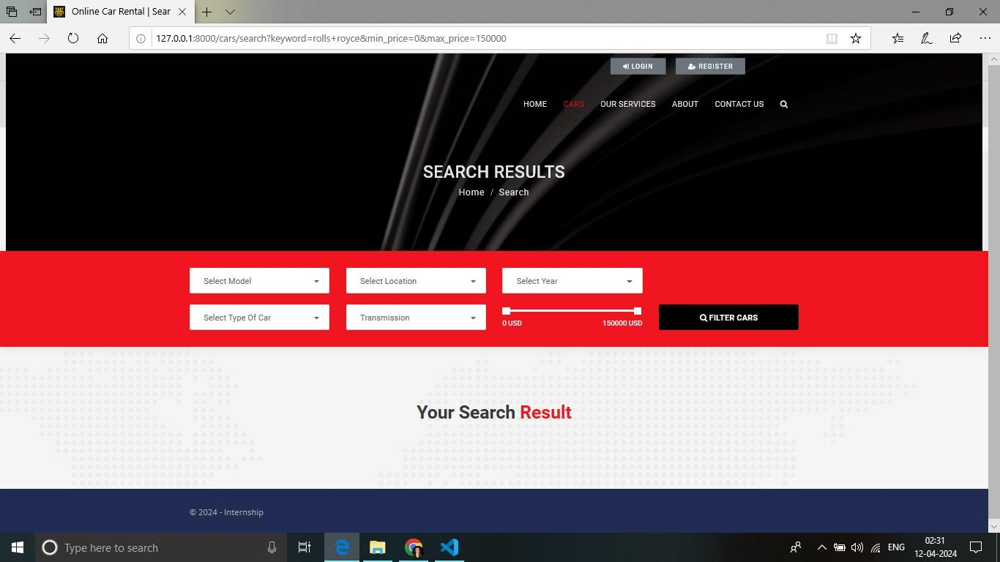 Online Car Rental | Sear
127.0.0.1:8000/cars/search?keyword=rolls+royce&min_price=0&max_price=150000
LOGIN REGISTER
HOME CARS OUR SERVICES ABOUT CONTACT US
SEARCH RESULTS
Home / Search
Select Model Select Location Select Year
Select Type Of Car Transmission
0 USD 150000 USD
FILTER CARS
Your Search Result
© 2024 - Internship
Type here to search
ENG
02:31
12-04-2024